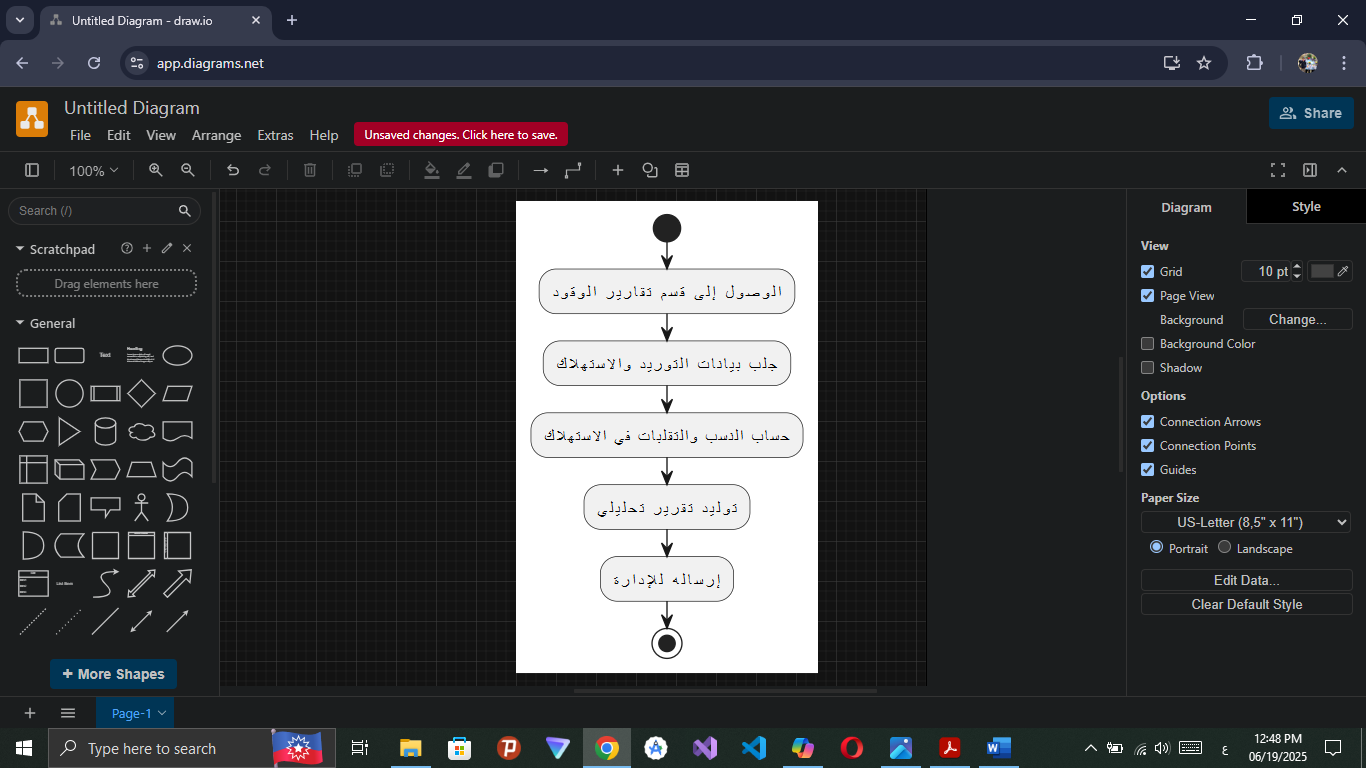 Untitled Diagram - draw.io
app.diagrams.net
Untitled Diagram
File Edit View Arrange Extras Help
Unsaved changes. Click here to save.
Share
100%
Search (/)
Scratchpad
Drag elements here
General
Text
Heading
List Item
+ More Shapes
الوصول إلى قسم تقارير الوقود
جلب بيانات التوريد والاستهلاك
حساب النسب والتقلبات في الاستهلاك
توليد تقرير تحليلي
إرساله للإدارة
Diagram
Style
View
Grid
10 pt
Page View
Background
Change...
Background Color
Shadow
Options
Connection Arrows
Connection Points
Guides
Paper Size
US-Letter (8,5" x 11")
Portrait Landscape
Edit Data...
Clear Default Style
Page-1
Type here to search
ع
12:48 PM
06/19/2025